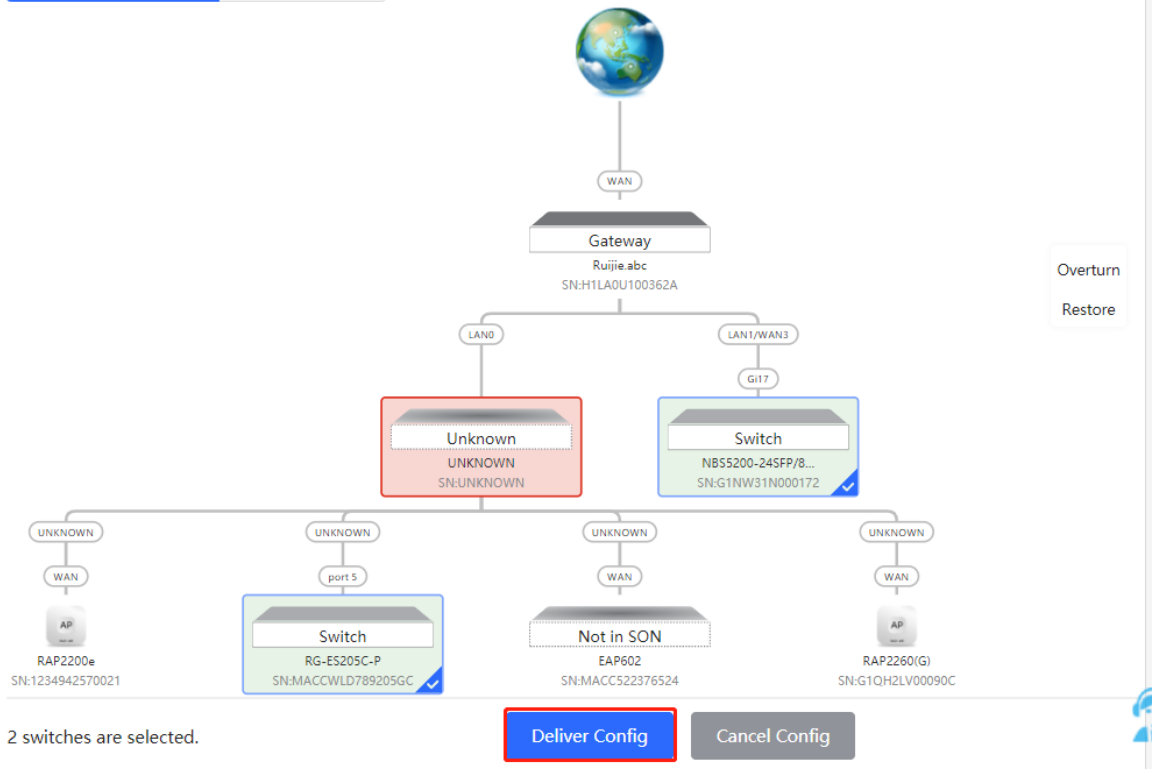 WAN
Gateway
Ruijie.abc
SN:H1LA0U100362A
Overturn
Restore
LAN0
LAN1/WAN3
Gi17
Unknown
UNKNOWN
SN:UNKNOWN
Switch
NBS5200-24SFP/8...
SN:G1NW31N000172
UNKNOWN
UNKNOWN
UNKNOWN
UNKNOWN
WAN
port 5
WAN
WAN
AP
RAP2200e
SN:1234942570021
Switch
RG-ES205C-P
SN:MACCWLD789205GC
Not in SON
EAP602
SN:MACC522376524
AP
RAP2260(G)
SN:G1QH2LV00090C
2 switches are selected.
Deliver Config
Cancel Config